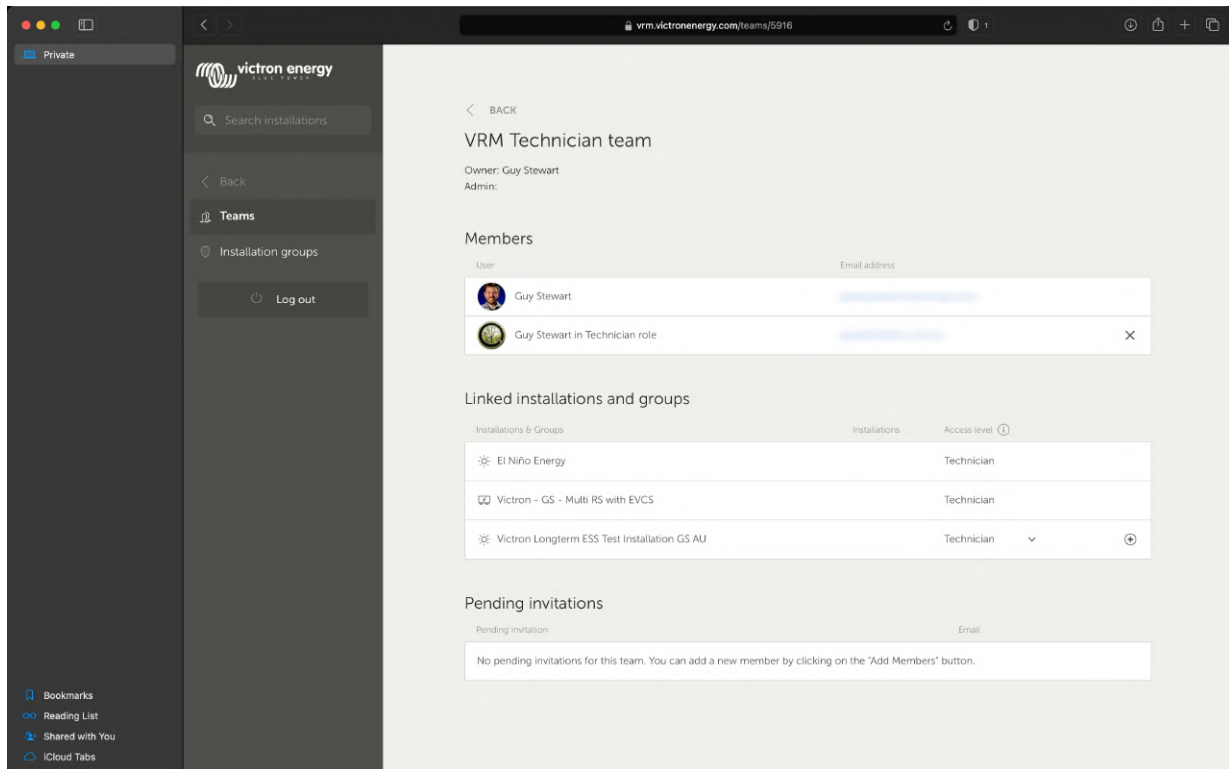 Private
vrm.victronenergy.com/teams/5916
1
victron energy
BLUE POWER
Search installations
Back
Teams
Installation groups
Log out
BACK
VRM Technician team
Owner: Guy Stewart
Admin:
Members
User Email address
Guy Stewart
Guy Stewart in Technician role
Linked installations and groups
Installations & Groups Installations Access level
El Niño Energy Technician
Victron - GS - Multi RS with EVCS Technician
Victron Longterm ESS Test Installation GS AU Technician
Pending invitations
Pending invitation Email
No pending invitations for this team. You can add a new member by clicking on the "Add Members" button.
Bookmarks
Reading List
Shared with You
iCloud Tabs